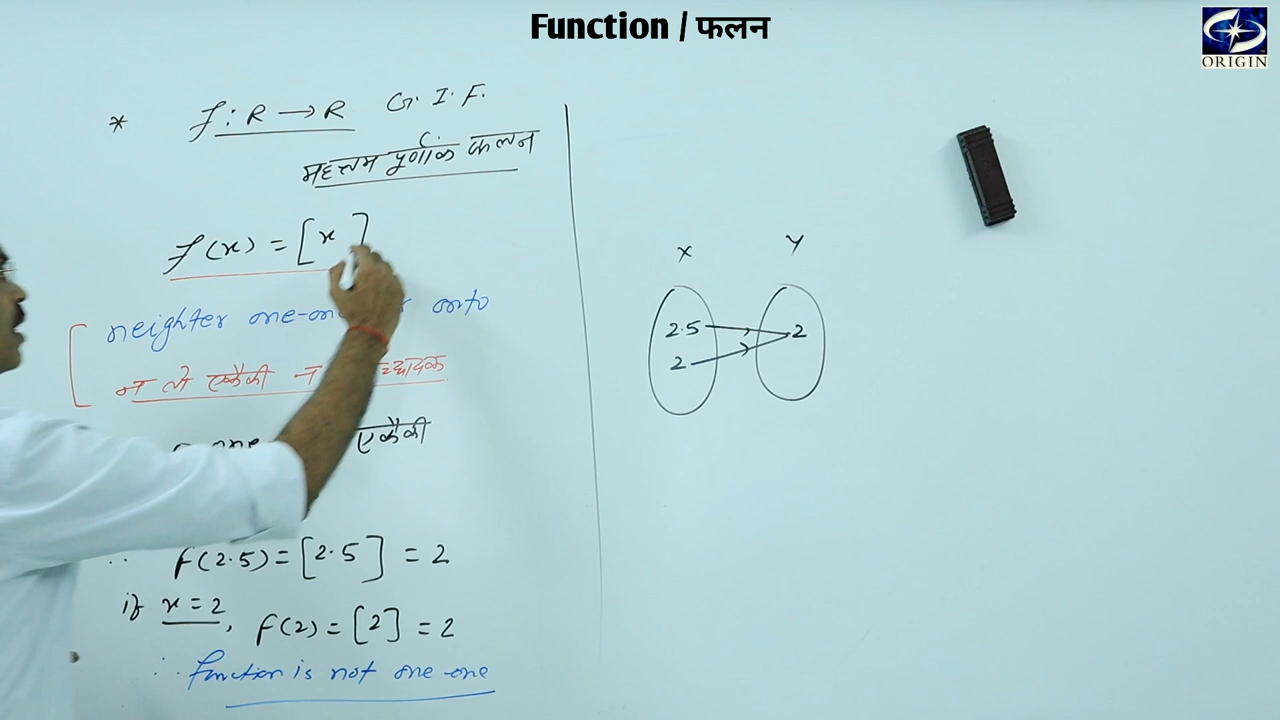 Function / फलन
ORIGIN
* f : R → R G. I. F.
महत्तम पूर्णांक फलन
f(x) = [x]
neighter one-on onto
न तो एकैकी न
one एकैकी
∵ f(2.5) = [2.5] = 2
if x = 2, f(2) = [2] = 2
∴ function is not one-one
X Y
2.5 2
2